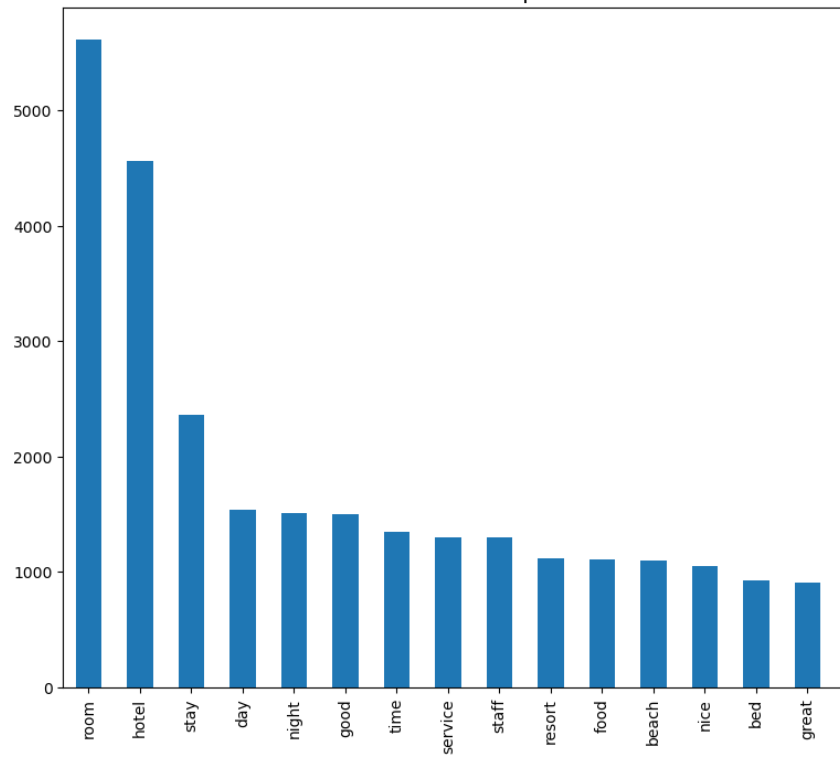 5000
4000
3000
2000
1000
0
room
hotel
stay
day
night
good
time
service
staff
resort
food
beach
nice
bed
great